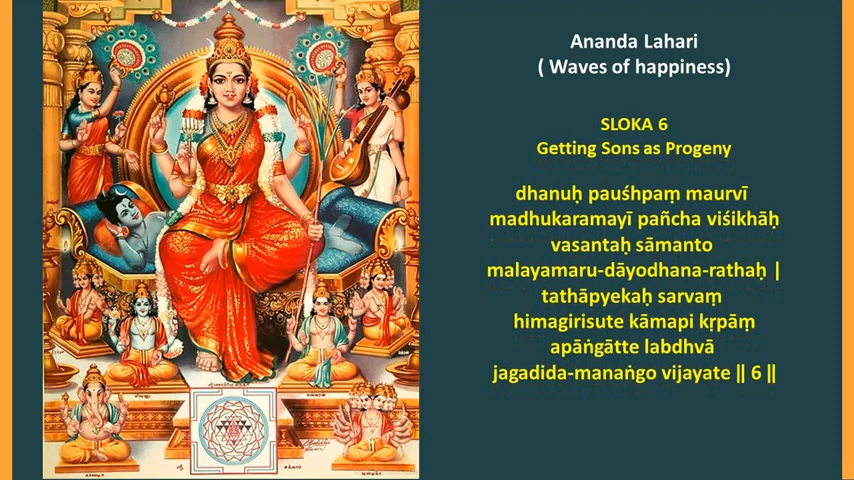 Ananda Lahari
( Waves of happiness)
SLOKA 6
Getting Sons as Progeny
dhanuḥ pauśhpaṃ maurvī
madhukaramayī pañcha viśikhāḥ
vasantaḥ sāmanto
malayamaru-dāyodhana-rathaḥ |
tathāpyekaḥ sarvaṃ
himagirisute kāmapi kṛpāṃ
apāṅgātte labdhvā
jagadida-manaṅgo vijayate ‖ 6 ‖
ஸ்ரீ